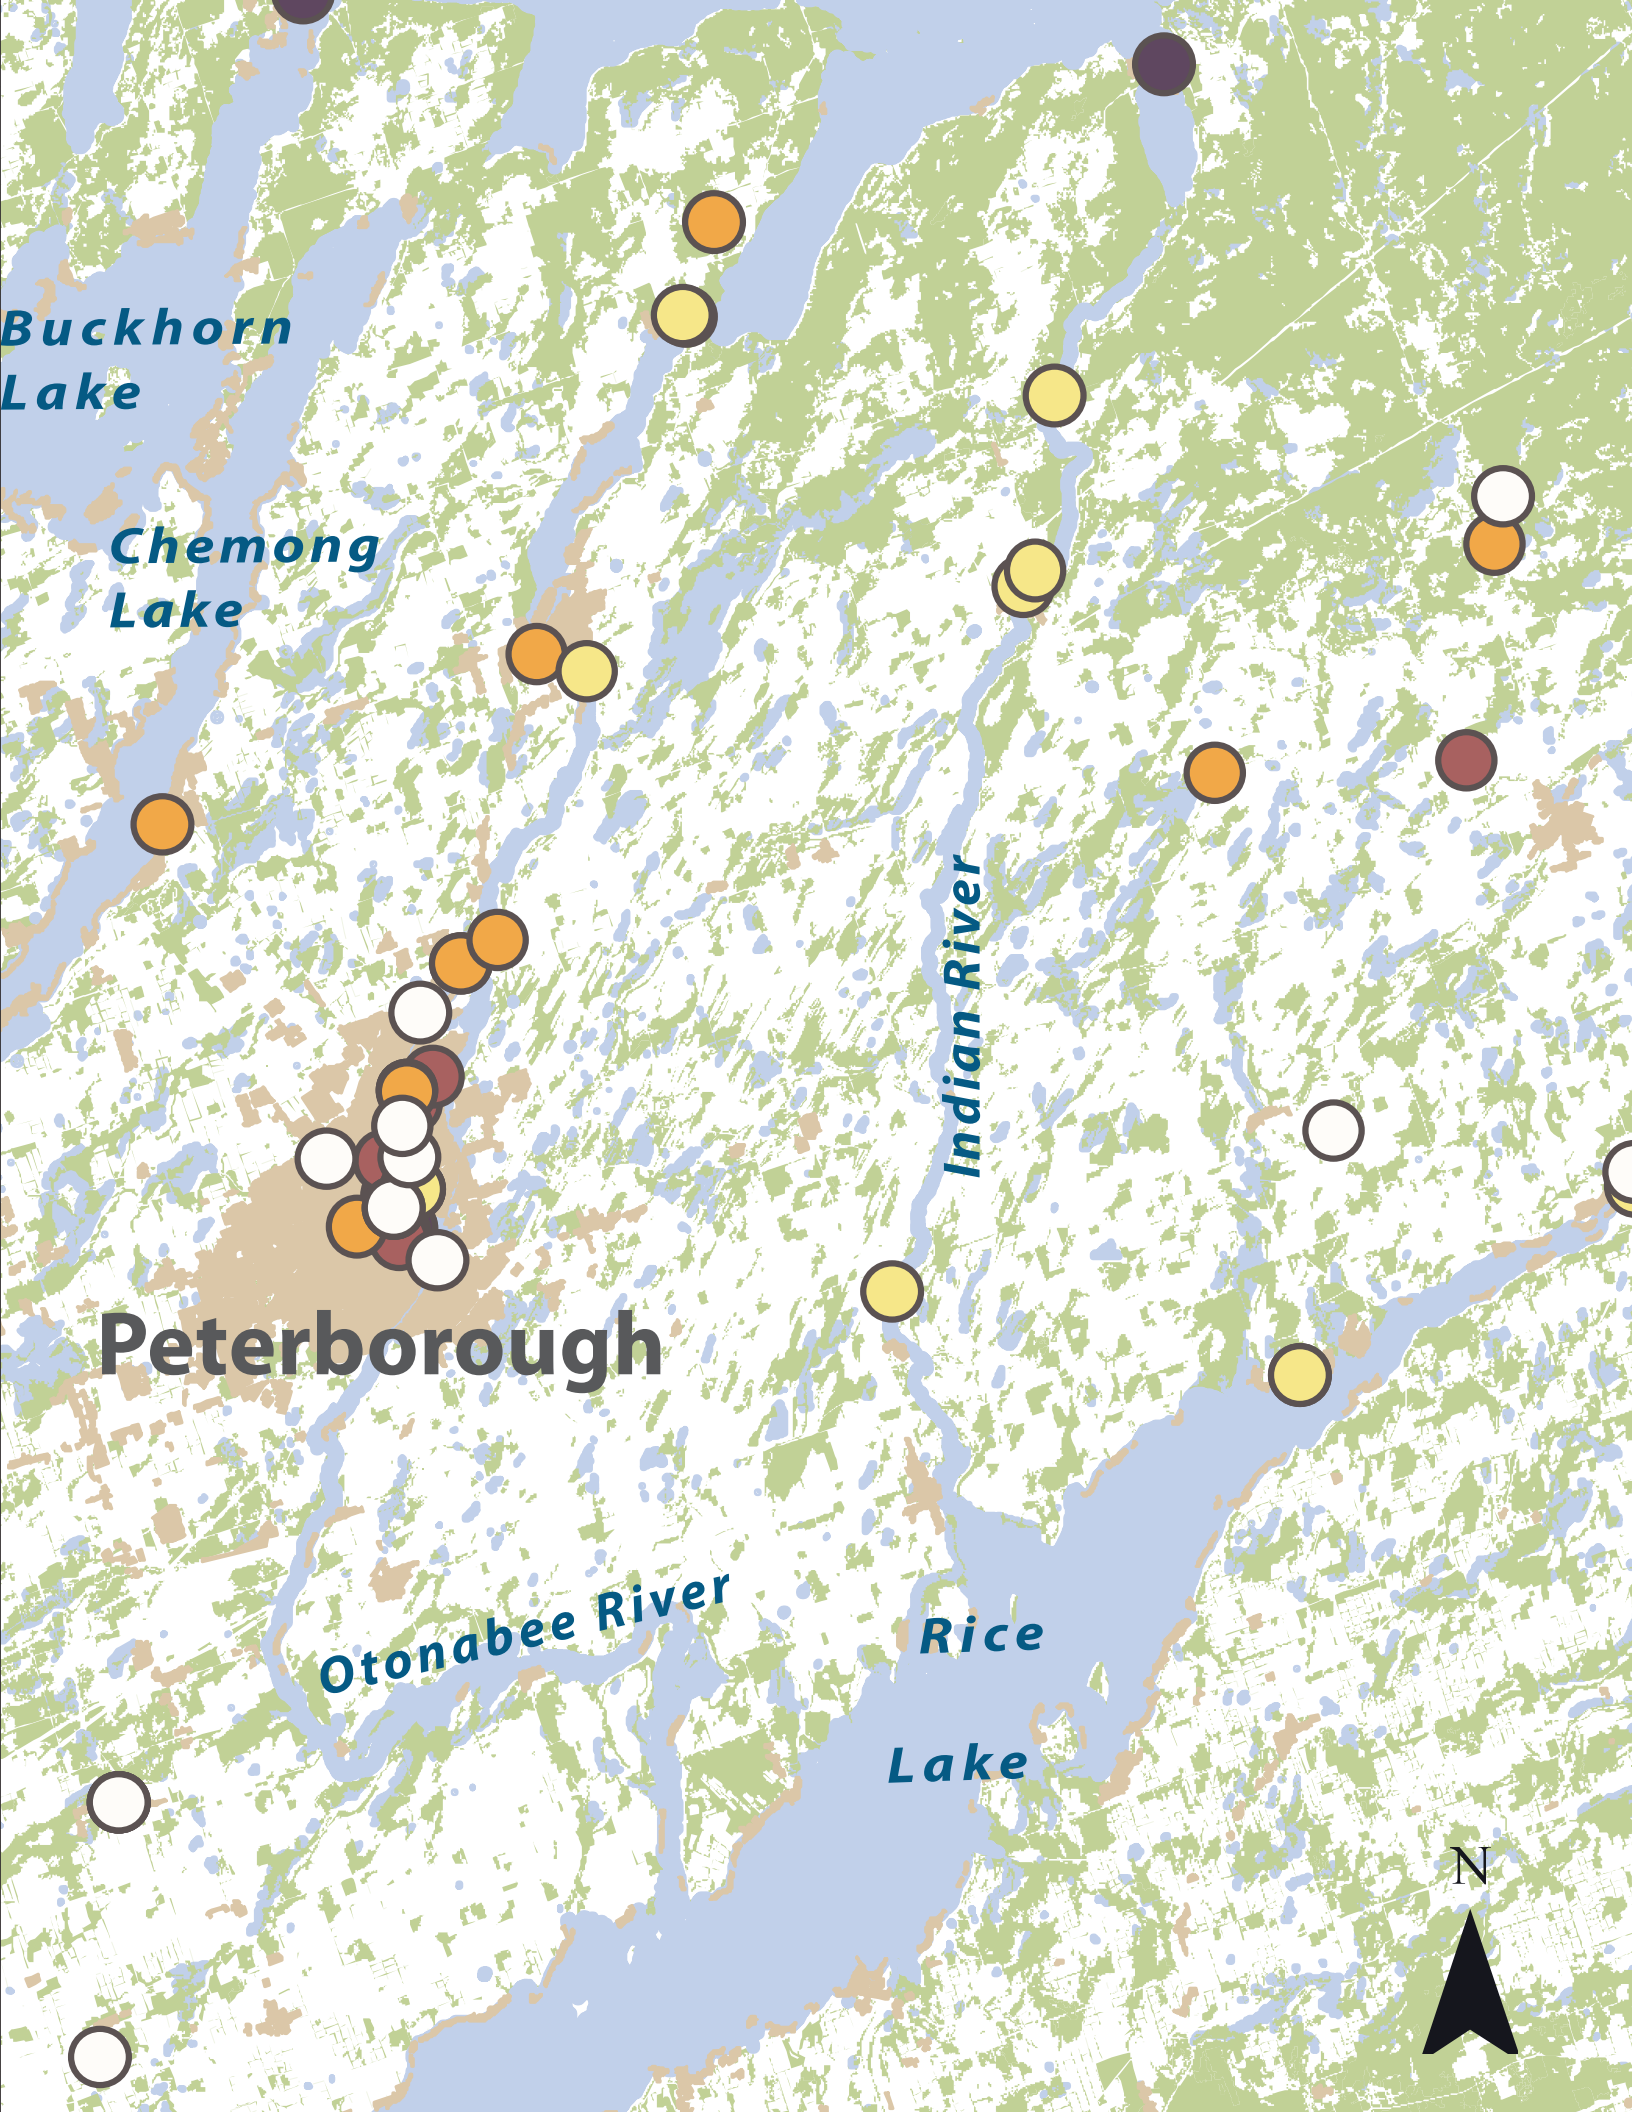 Buckhorn
Lake
Chemong
Lake
Indian River
Peterborough
Otonabee River
Rice
Lake
N